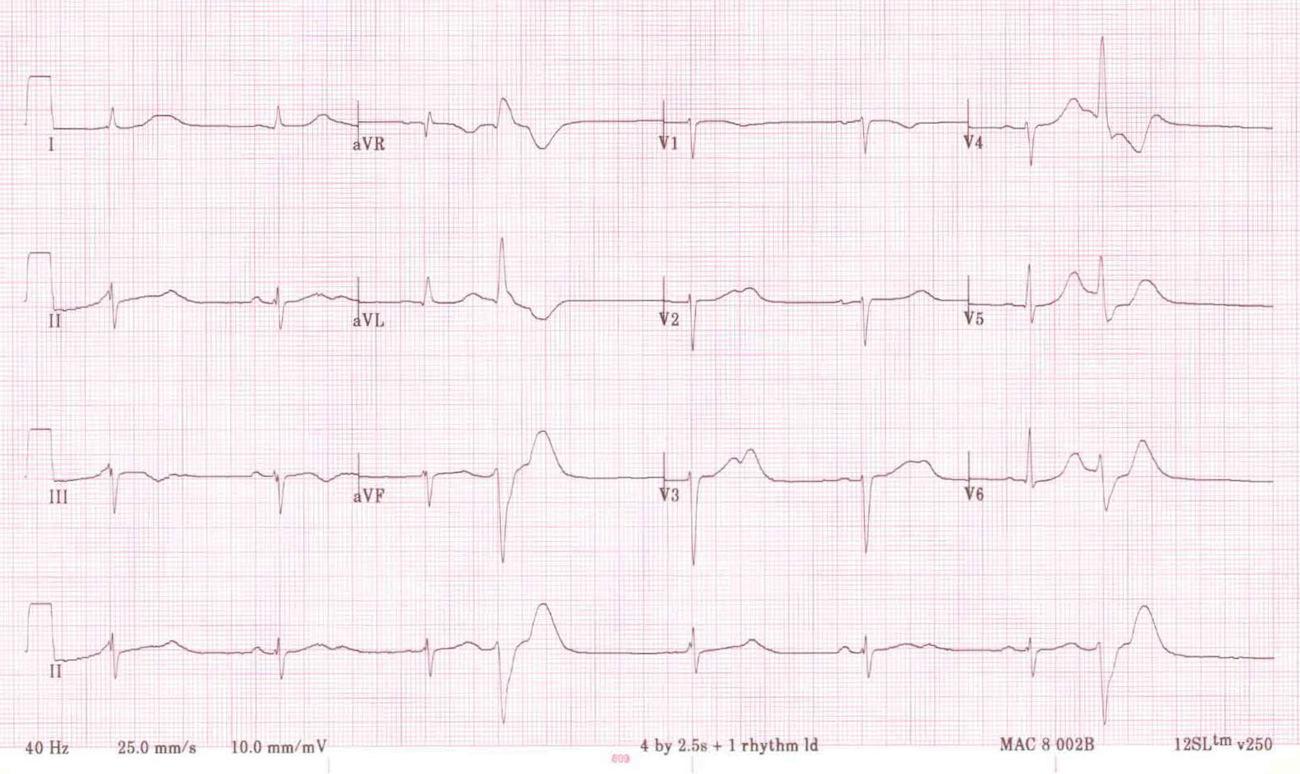 I aVR V1 V4
II aVL V2 V5
III aVF V3 V6
II
40 Hz 25.0 mm/s 10.0 mm/mV 4 by 2.5s + 1 rhythm ld MAC 8 002B 12SL™ v250
809